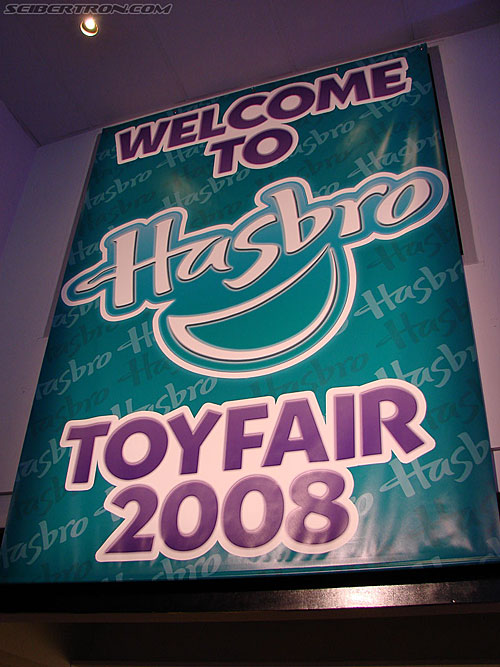 SEIBERTRON.COM
WELCOME
TO
Hasbro
TOYFAIR
2008